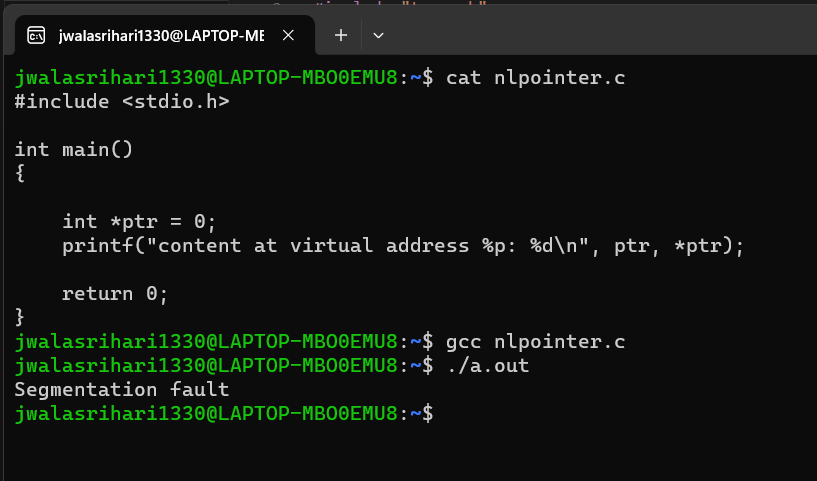 jwalasrihari1330@LAPTOP-ME
jwalasrihari1330@LAPTOP-MBO0EMU8:~$ cat nlpointer.c
#include <stdio.h>
int main()
{
    int *ptr = 0;
    printf("content at virtual address %p: %d\n", ptr, *ptr);
    return 0;
}
jwalasrihari1330@LAPTOP-MBO0EMU8:~$ gcc nlpointer.c
jwalasrihari1330@LAPTOP-MBO0EMU8:~$ ./a.out
Segmentation fault
jwalasrihari1330@LAPTOP-MBO0EMU8:~$